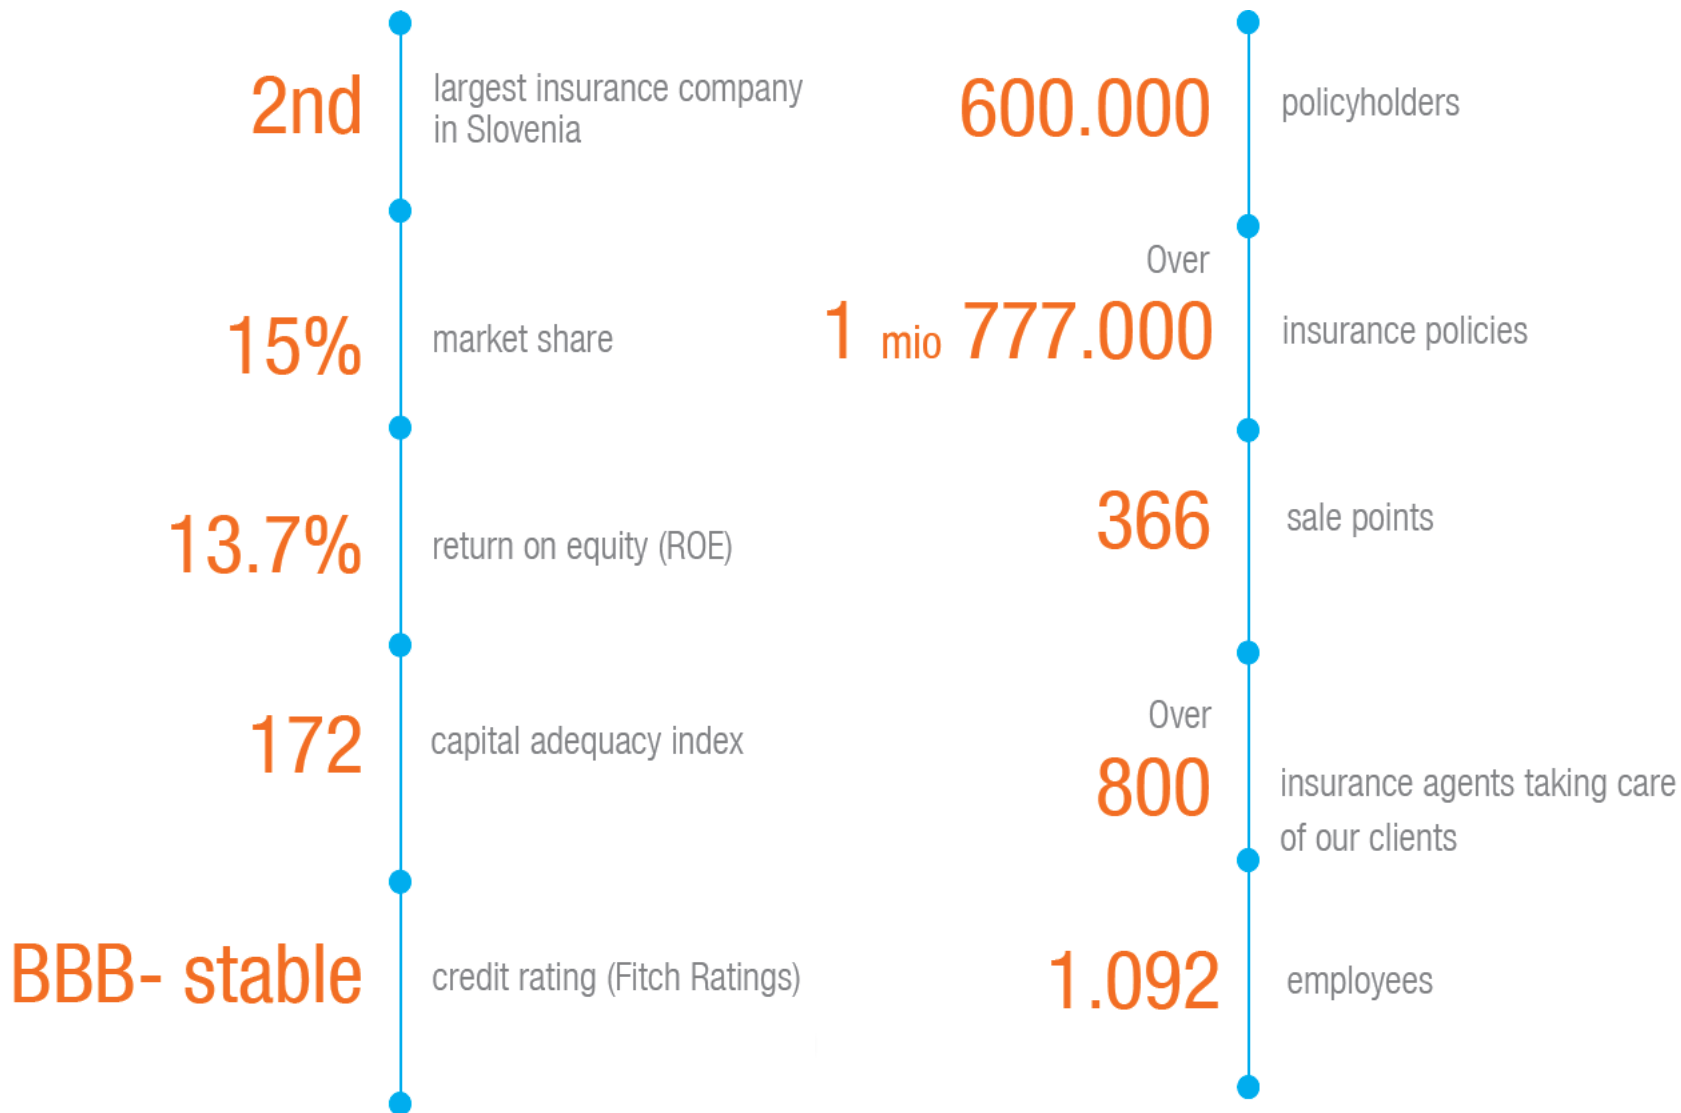 2nd
largest insurance company
in Slovenia
15%
market share
13.7%
return on equity (ROE)
172
capital adequacy index
BBB- stable
credit rating (Fitch Ratings)
600.000
policyholders
Over
1 mio 777.000
insurance policies
366
sale points
Over
800
insurance agents taking care
of our clients
1.092
employees